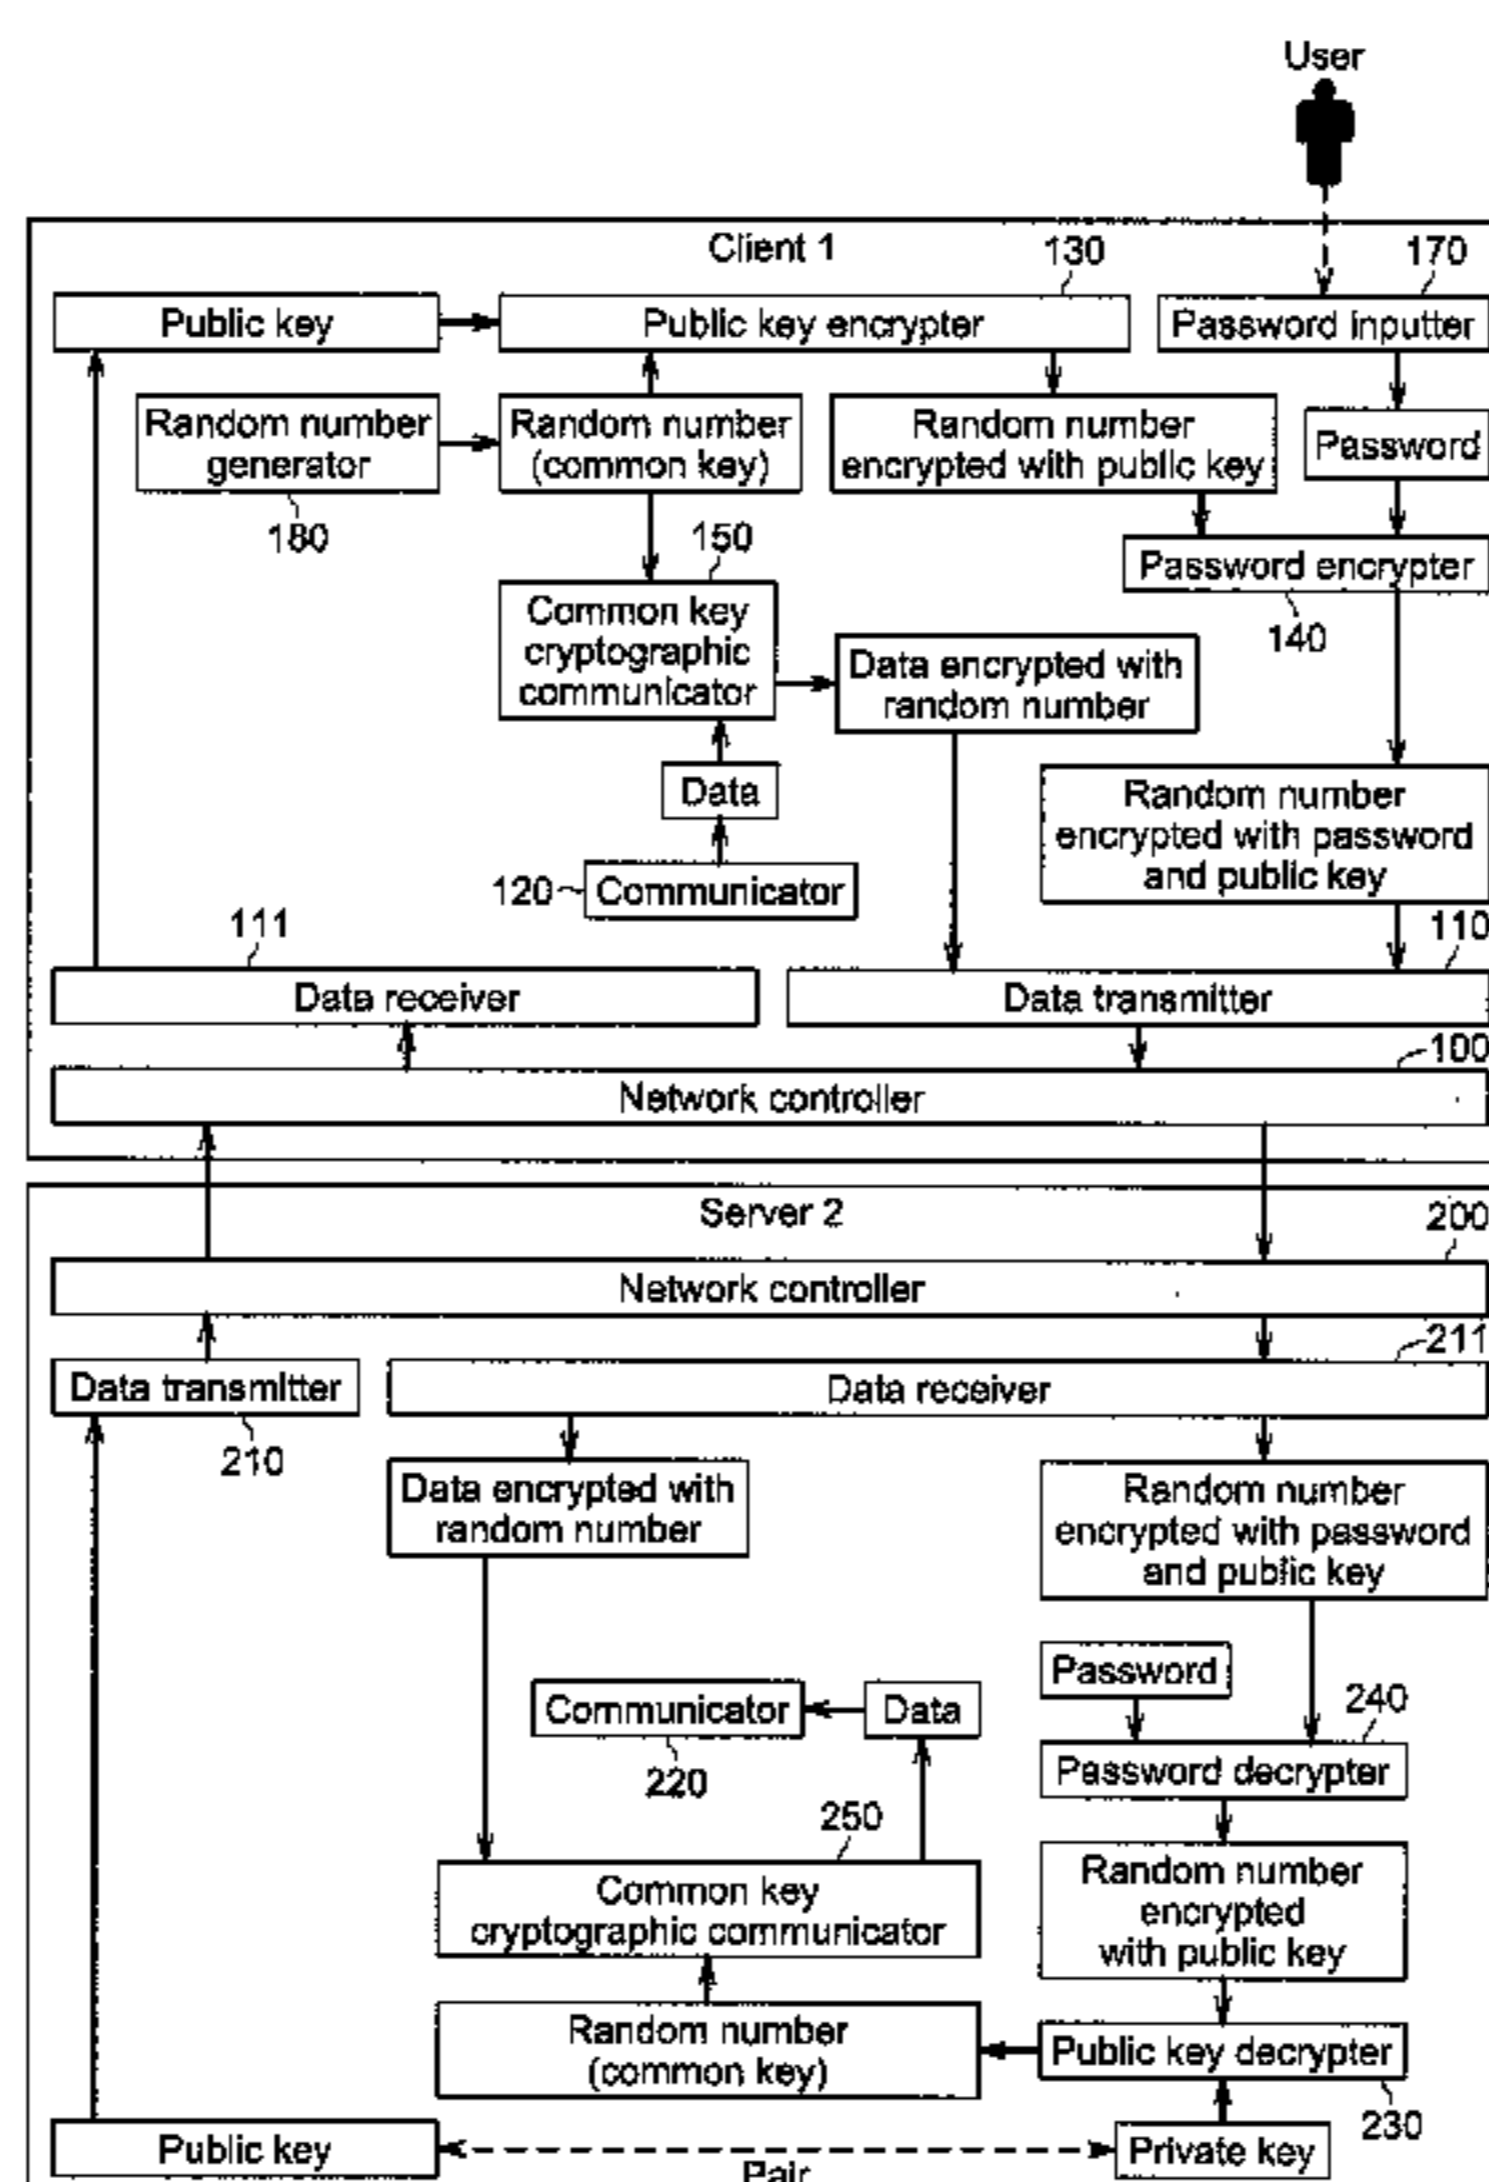 User
Client 1
130
170
Public key
Public key encrypter
Password inputter
Random number
generator
Random number
(common key)
Random number
encrypted with public key
Password
180
150
Password encrypter
140
Common key
cryptographic
communicator
Data encrypted with
random number
Data
Random number
encrypted with password
and public key
120
Communicator
111
110
Data receiver
Data transmitter
100
Network controller
Server 2
200
Network controller
211
Data transmitter
Data receiver
210
Data encrypted with
random number
Random number
encrypted with password
and public key
Password
240
Communicator
Data
220
Password decrypter
250
Common key
cryptographic communicator
Random number
encrypted
with public key
Random number
(common key)
Public key decrypter
230
Public key
Private key
Pair